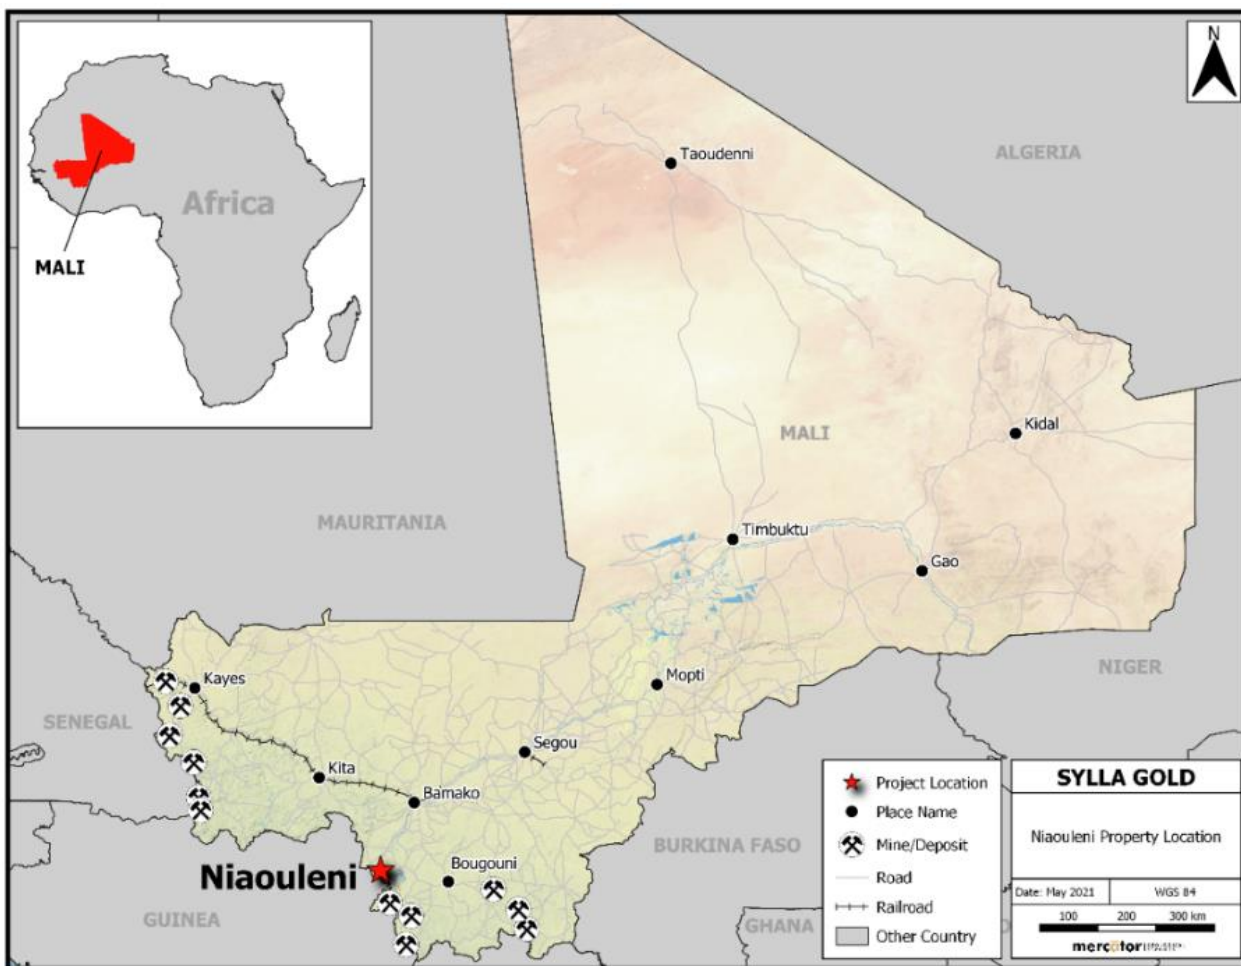 N
Africa
MALI
Taoudenni
ALGERIA
Kidal
MALI
MAURITANIA
Timbuktu
Gao
NIGER
Mopti
Kayes
SENEGAL
Segou
Kita
Bamako
BURKINA FASO
Bougouni
Niaouleni
GUINEA
GHANA
Project Location
Place Name
Mine/Deposit
Road
Railroad
Other Country
SYLLA GOLD
Niaouleni Property Location
Date: May 2021
WGS 84
100 200 300 km
mercator